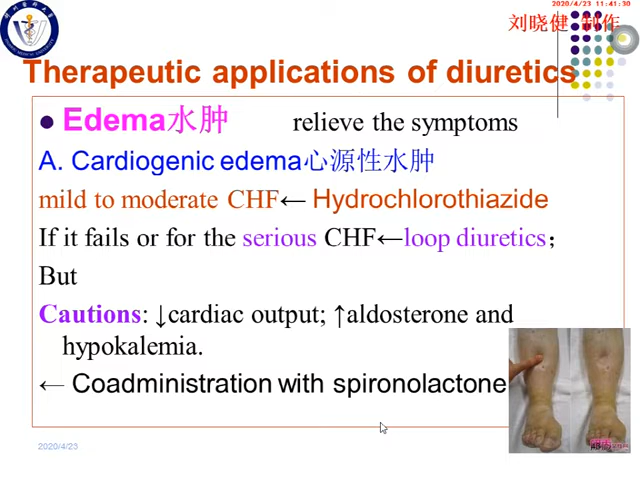 2020/4/23 11:41:30
刘晓健 制作
Therapeutic applications of diuretics
Edema水肿 relieve the symptoms
A. Cardiogenic edema心源性水肿
mild to moderate CHF← Hydrochlorothiazide
If it fails or for the serious CHF←loop diuretics；
But
Cautions: ↓cardiac output; ↑aldosterone and
hypokalemia.
← Coadministration with spironolactone
2020/4/23